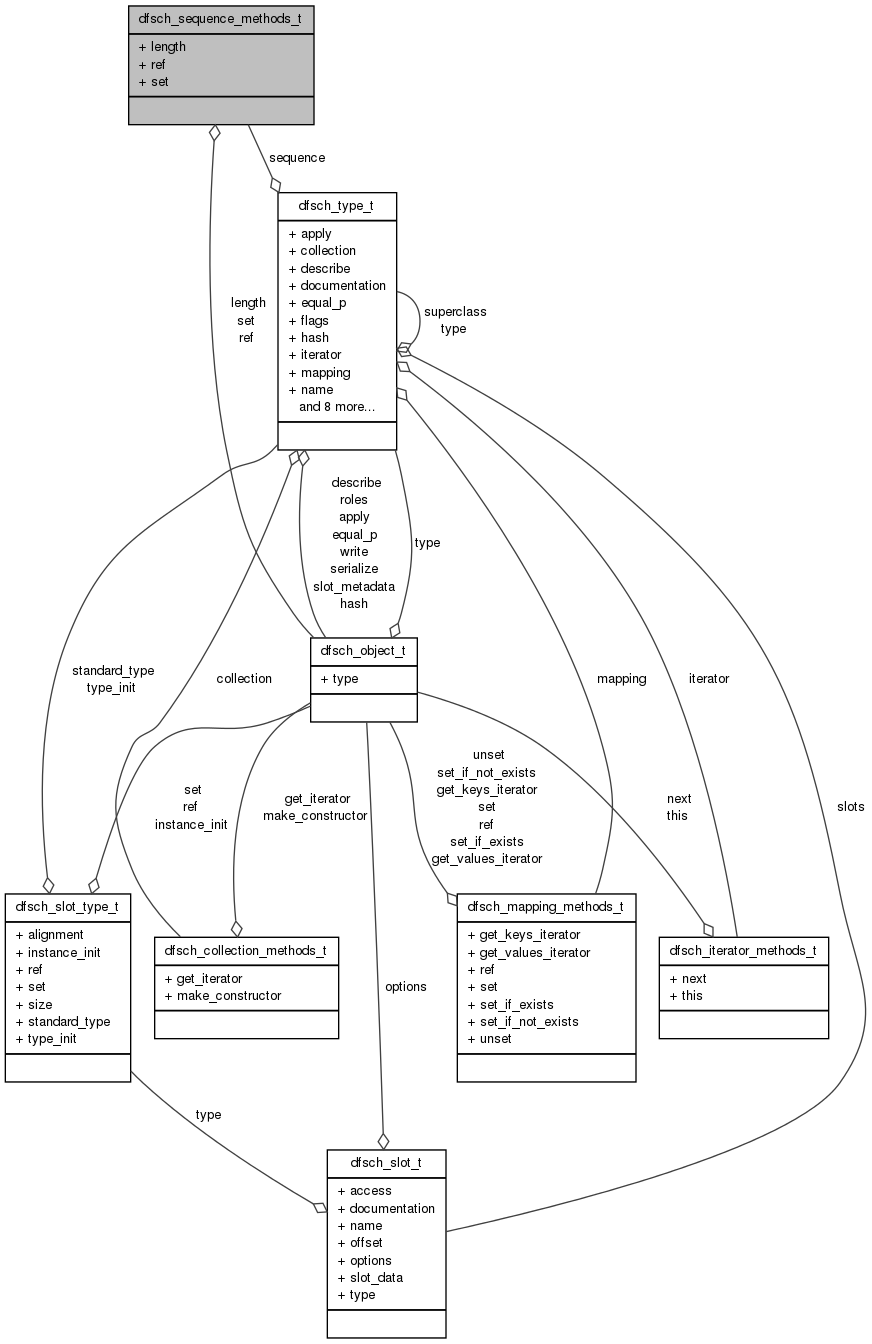 dfsch_sequence_methods_t
+ length
+ ref
+ set
sequence
dfsch_type_t
+ apply
+ collection
+ describe
+ documentation
+ equal_p
+ flags
+ hash
+ iterator
+ mapping
+ name
and 8 more...
superclass
type
length
set
ref
describe
roles
apply
equal_p
write
serialize
slot_metadata
hash
type
dfsch_object_t
+ type
standard_type
type_init
collection
mapping
iterator
slots
set
ref
instance_init
get_iterator
make_constructor
unset
set_if_not_exists
get_keys_iterator
set
ref
set_if_exists
get_values_iterator
next
this
dfsch_slot_type_t
+ alignment
+ instance_init
+ ref
+ set
+ size
+ standard_type
+ type_init
dfsch_collection_methods_t
+ get_iterator
+ make_constructor
options
dfsch_mapping_methods_t
+ get_keys_iterator
+ get_values_iterator
+ ref
+ set
+ set_if_exists
+ set_if_not_exists
+ unset
dfsch_iterator_methods_t
+ next
+ this
type
dfsch_slot_t
+ access
+ documentation
+ name
+ offset
+ options
+ slot_data
+ type